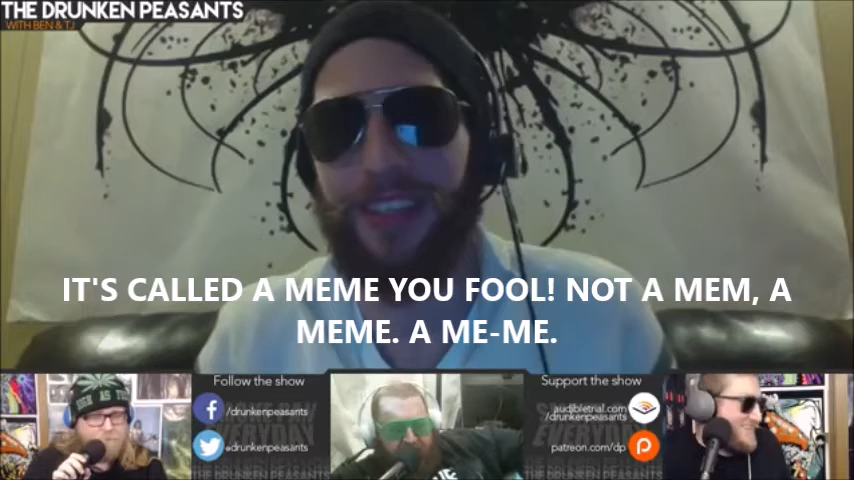 THE DRUNKEN PEASANTS
WITH BEN & TJ
IT'S CALLED A MEME YOU FOOL! NOT A MEM, A
MEME. A ME-ME.
Follow the show
/drunkenpeasants
@drunkenpeasants
Support the show
audibletrial.com
/drunkenpeasants
patreon.com/dp
THE DRUNKEN PEASANTS